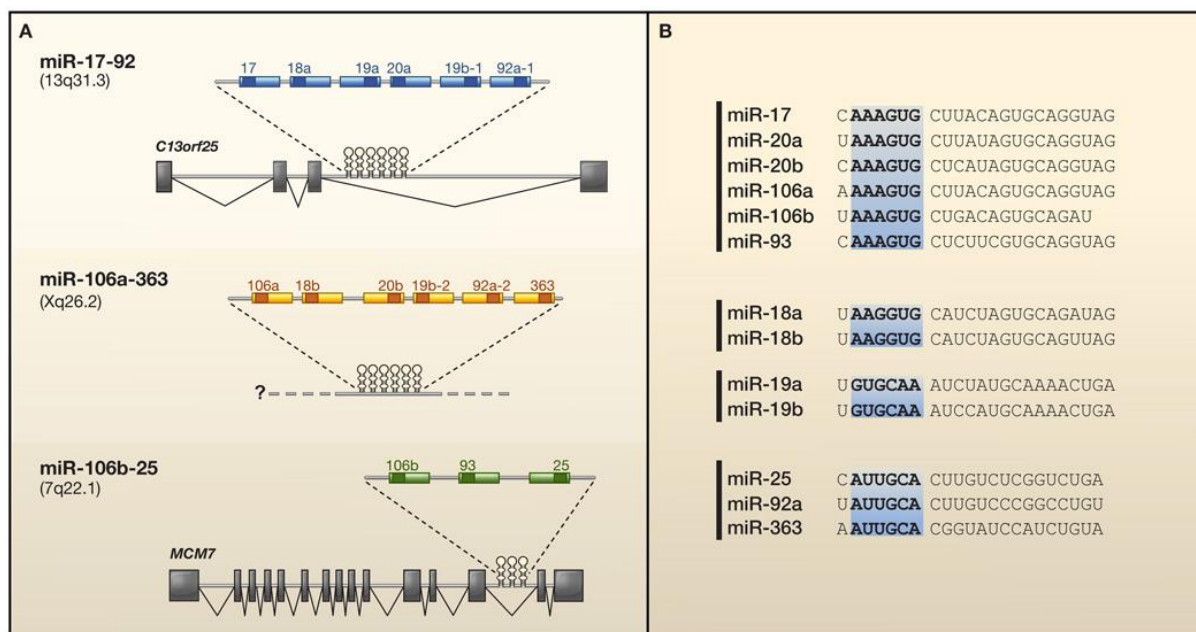 A
miR-17-92
(13q31.3)
17 18a 19a 20a 19b-1 92a-1
C13orf25
miR-106a-363
(Xq26.2)
106a 18b 20b 19b-2 92a-2 363
?
miR-106b-25
(7q22.1)
106b 93 25
MCM7
B
miR-17 CAAAGUG CUUACAGUGCAGGUAG
miR-20a UAAAGUG CUUAUAGUGCAGGUAG
miR-20b CAAAGUG CUCAUAGUGCAGGUAG
miR-106a AAAAGUG CUUACAGUGCAGGUAG
miR-106b UAAAGUG CUGACAGUGCAGAU
miR-93 CAAAGUG CUCUUCGUGCAGGUAG
miR-18a UAAGGUG CAUCUAGUGCAGAUAG
miR-18b UAAGGUG CAUCUAGUGCAGUUAG
miR-19a UGUGCAA AUCUAUGCAAAACUGA
miR-19b UGUGCAA AUCCAUGCAAAACUGA
miR-25 CAUUGCA CUUGUCUCGGUCUGA
miR-92a UAUUGCA CUUGUCCCGGCCUGU
miR-363 AAUUGCA CGGUAUCCAUCUGUA